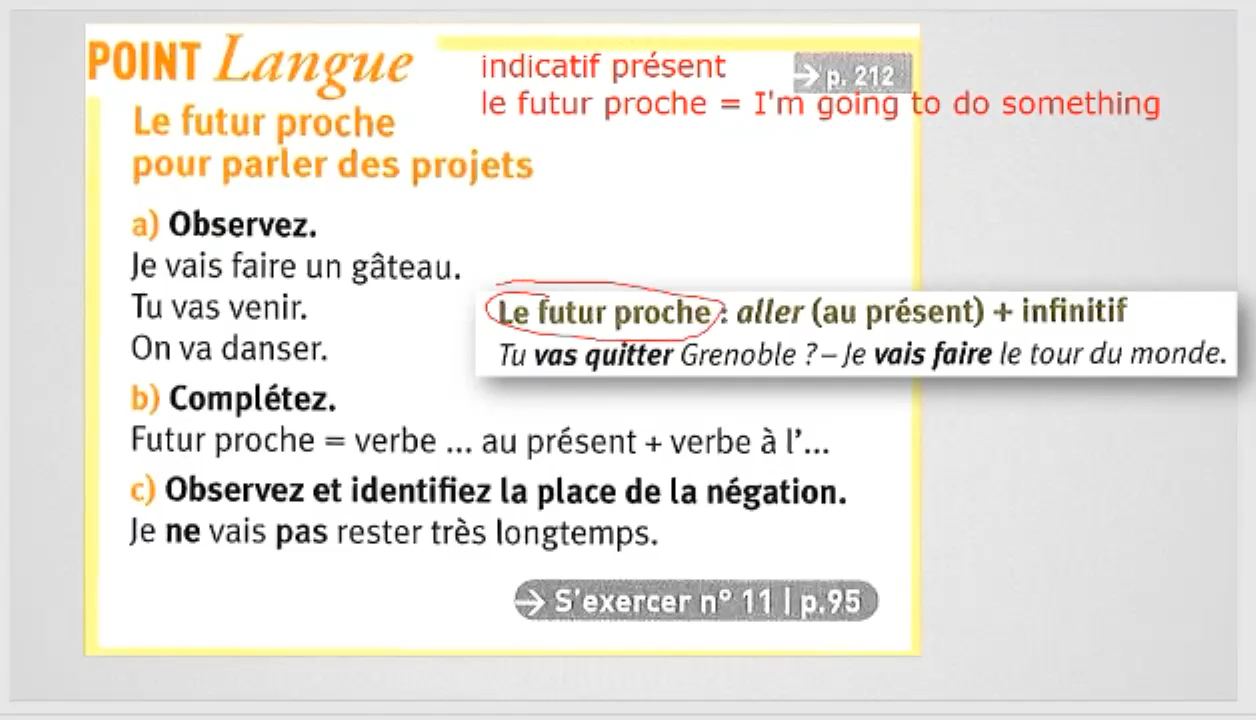 POINT Langue
indicatif présent
→ p. 212
le futur proche = I'm going to do something
Le futur proche
pour parler des projets
a) Observez.
Je vais faire un gâteau.
Tu vas venir.
On va danser.
Le futur proche : aller (au présent) + infinitif
Tu vas quitter Grenoble ? – Je vais faire le tour du monde.
b) Complétez.
Futur proche = verbe ... au présent + verbe à l'...
c) Observez et identifiez la place de la négation.
Je ne vais pas rester très longtemps.
→ S'exercer n° 11 | p.95